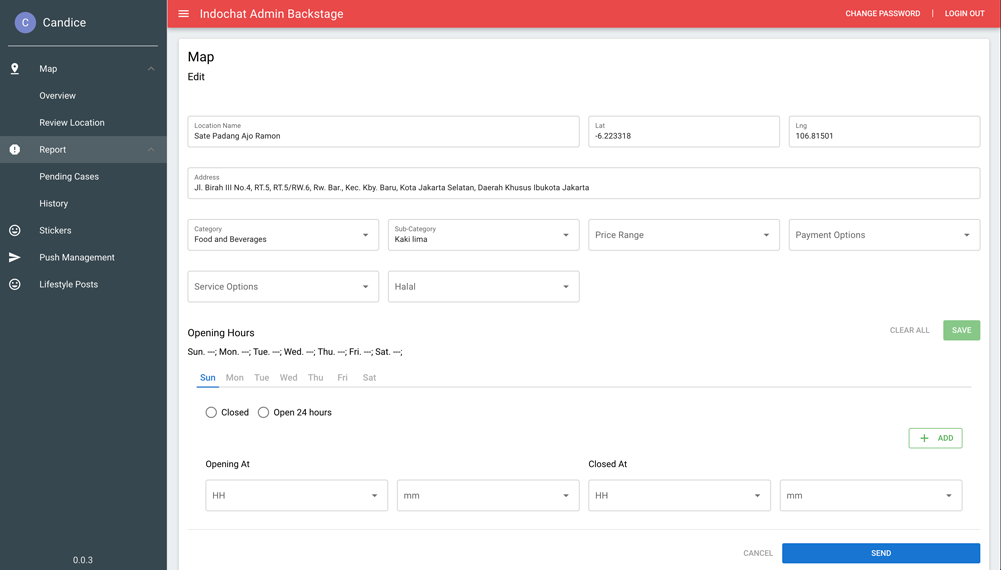 C Candice
Indochat Admin Backstage
CHANGE PASSWORD | LOGIN OUT
Map
Overview
Review Location
Report
Pending Cases
History
Stickers
Push Management
Lifestyle Posts
0.0.3
Map
Edit
Location Name
Sate Padang Ajo Ramon
Lat
-6.223318
Lng
106.81501
Address
Jl. Birah III No.4, RT.5, RT.5/RW.6, Rw. Bar., Kec. Kby. Baru, Kota Jakarta Selatan, Daerah Khusus Ibukota Jakarta
Category
Food and Beverages
Sub-Category
Kaki lima
Price Range
Payment Options
Service Options
Halal
Opening Hours
CLEAR ALL
SAVE
Sun. ---; Mon. ---; Tue. ---; Wed. ---; Thu. ---; Fri. ---; Sat. ---;
Sun Mon Tue Wed Thu Fri Sat
Closed Open 24 hours
+ ADD
Opening At
Closed At
HH mm HH mm
CANCEL
SEND